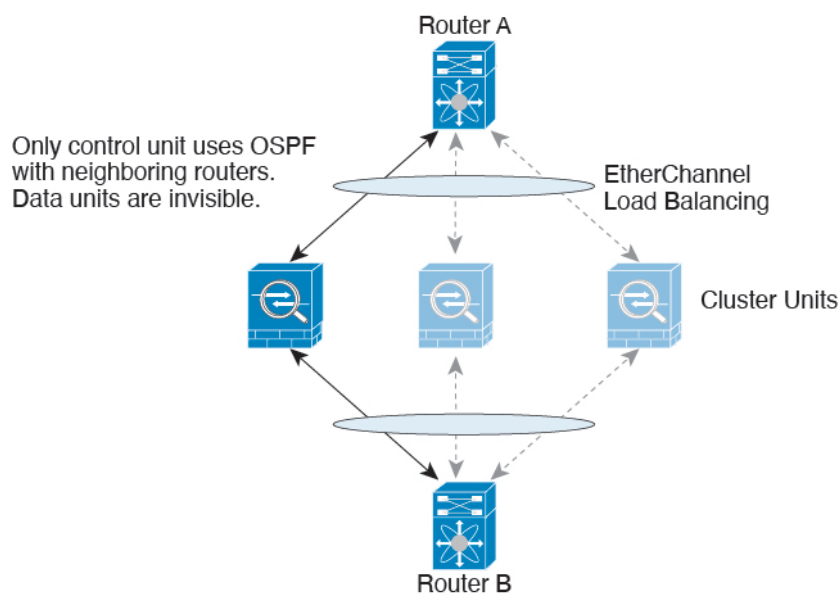 Router A
Only control unit uses OSPF
with neighboring routers.
Data units are invisible.
EtherChannel
Load Balancing
Cluster Units
Router B